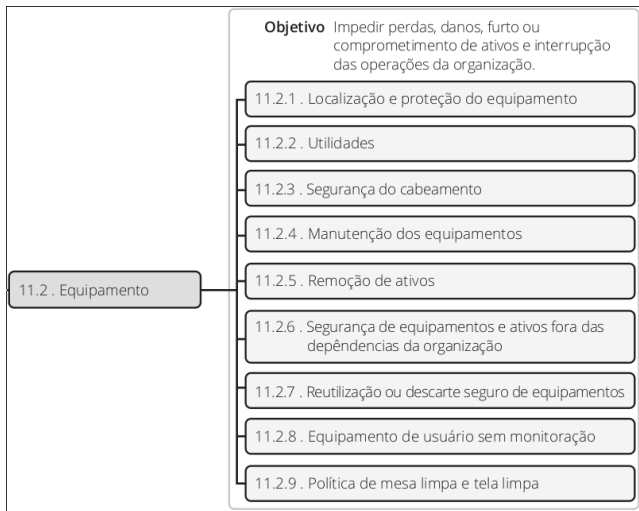 Objetivo Impedir perdas, danos, furto ou
comprometimento de ativos e interrupção
das operações da organização.
11.2 . Equipamento
11.2.1 . Localização e proteção do equipamento
11.2.2 . Utilidades
11.2.3 . Segurança do cabeamento
11.2.4 . Manutenção dos equipamentos
11.2.5 . Remoção de ativos
11.2.6 . Segurança de equipamentos e ativos fora das
depêndencias da organização
11.2.7 . Reutilização ou descarte seguro de equipamentos
11.2.8 . Equipamento de usuário sem monitoração
11.2.9 . Política de mesa limpa e tela limpa